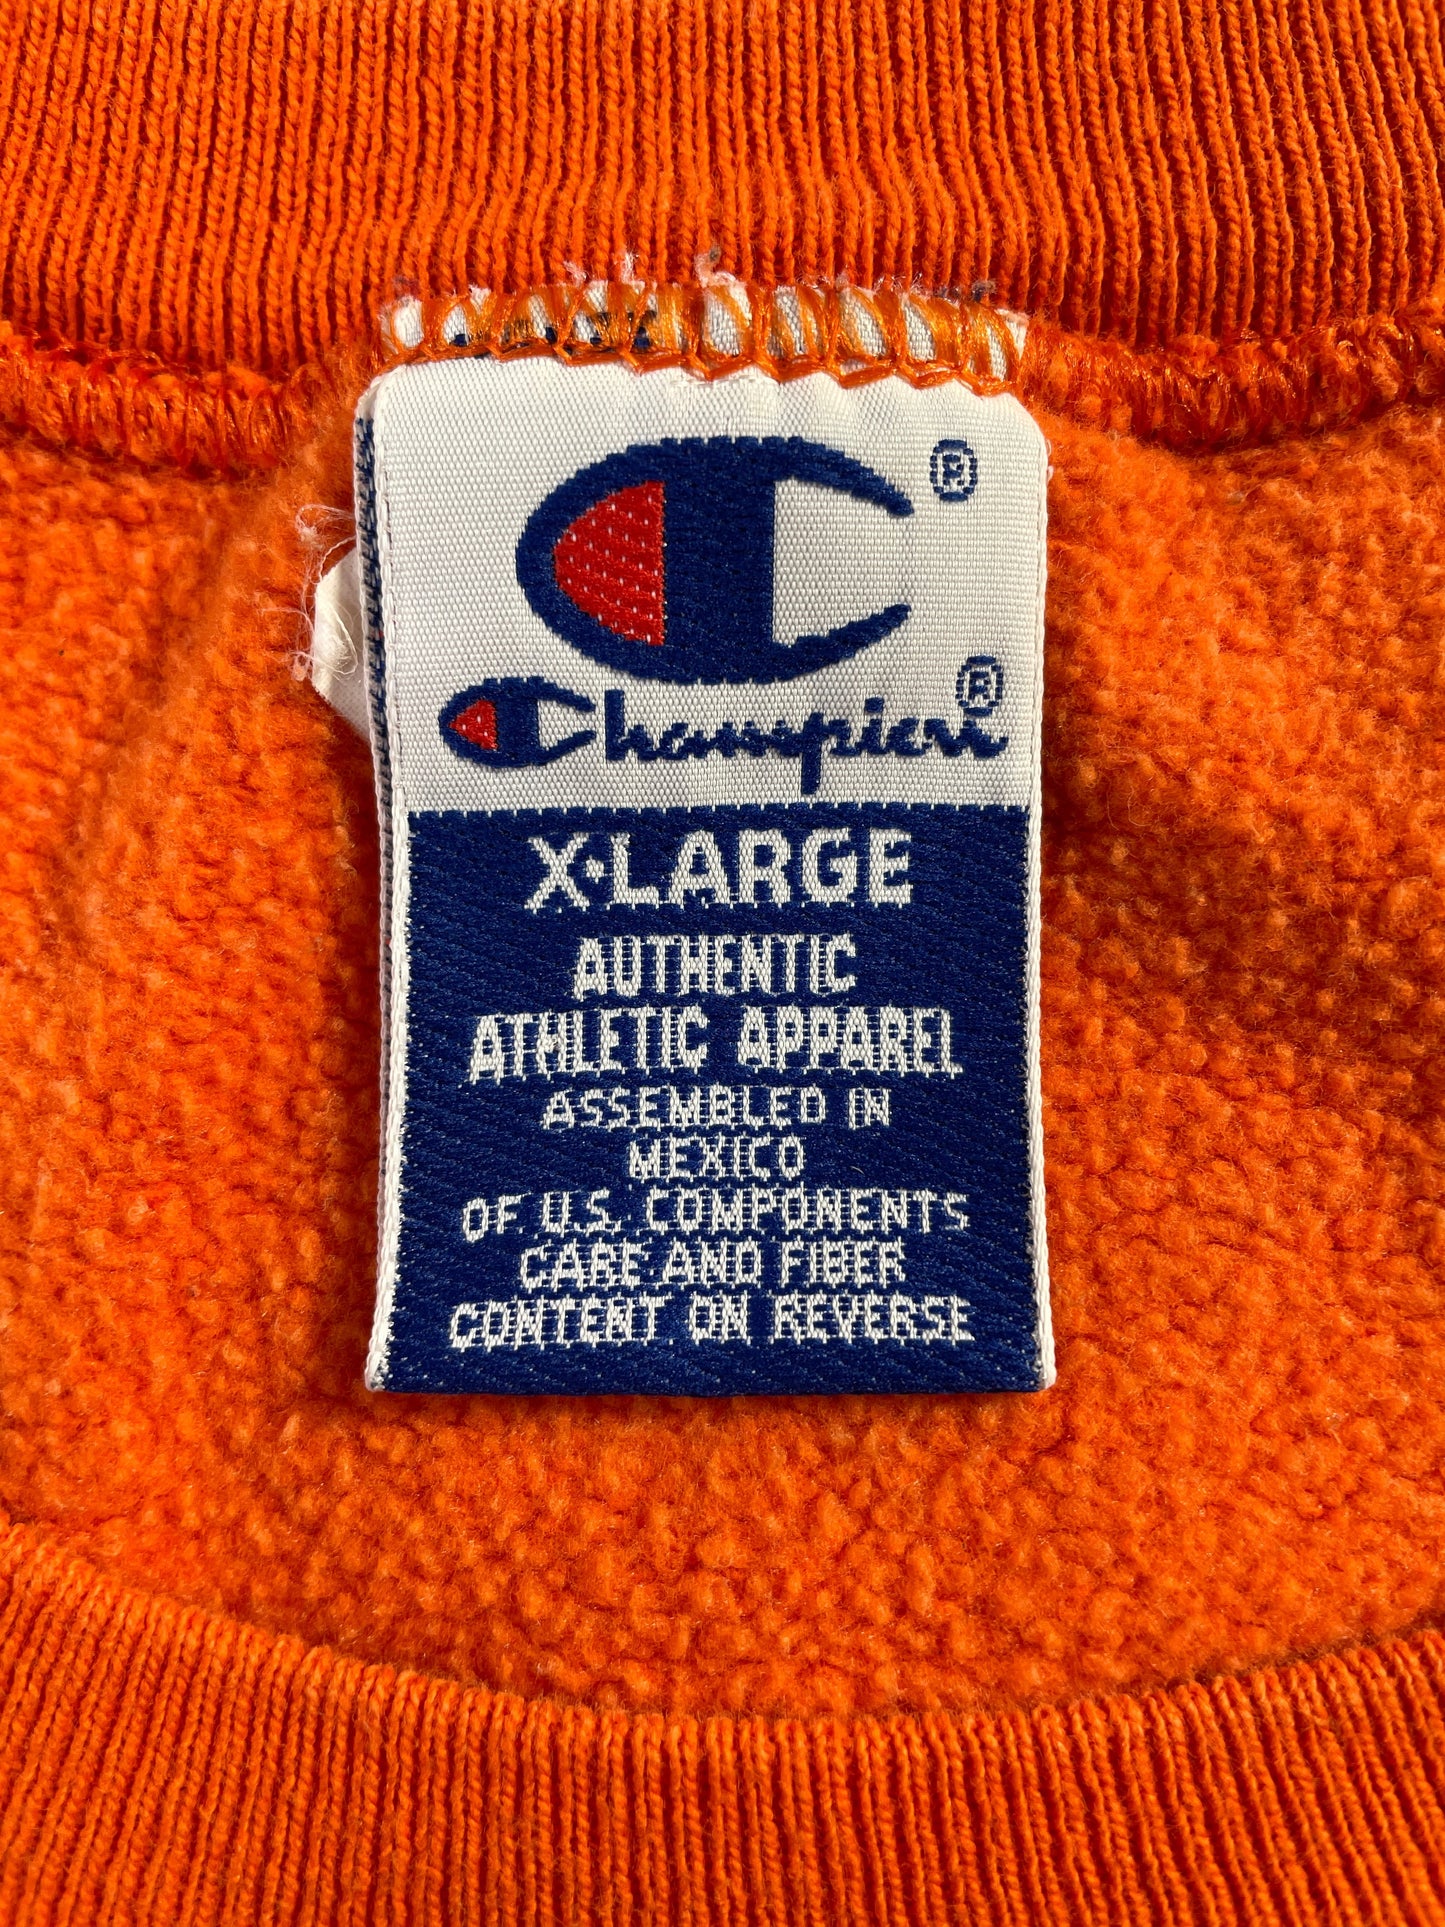 ®
Champion®
X·LARGE
AUTHENTIC
ATHLETIC APPAREL
ASSEMBLED IN
MEXICO
OF U.S. COMPONENTS
CARE AND FIBER
CONTENT ON REVERSE